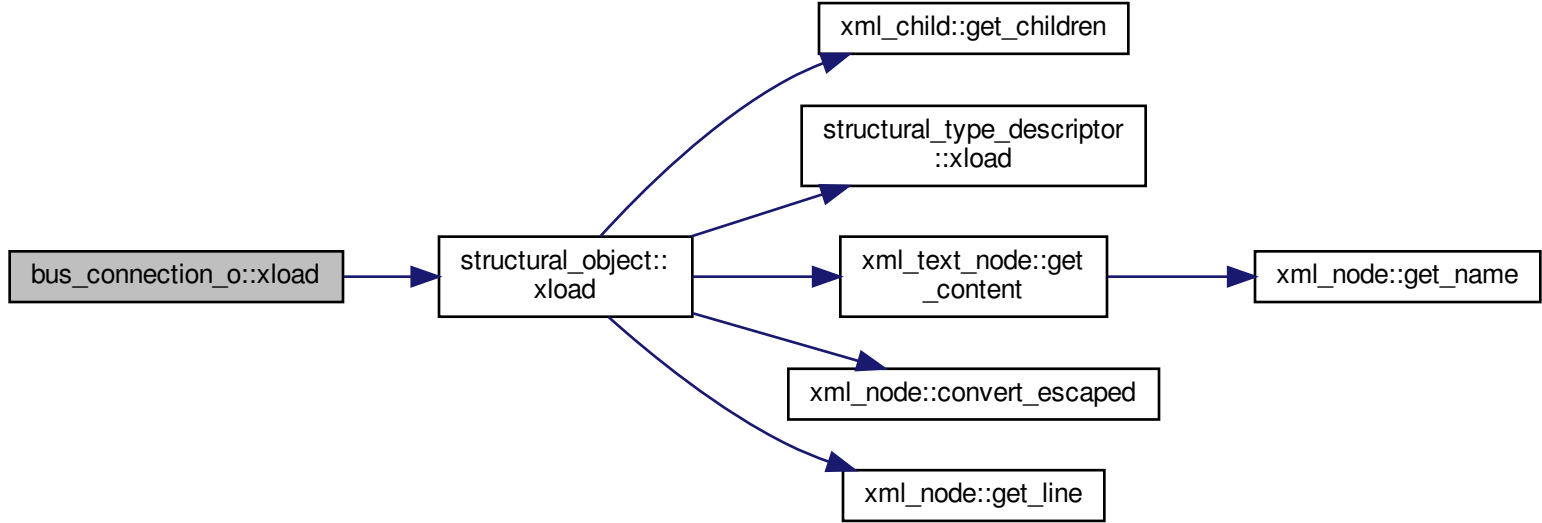 xml_child::get_children
structural_type_descriptor
::xload
bus_connection_o::xload
structural_object::
xload
xml_text_node::get
_content
xml_node::get_name
xml_node::convert_escaped
xml_node::get_line